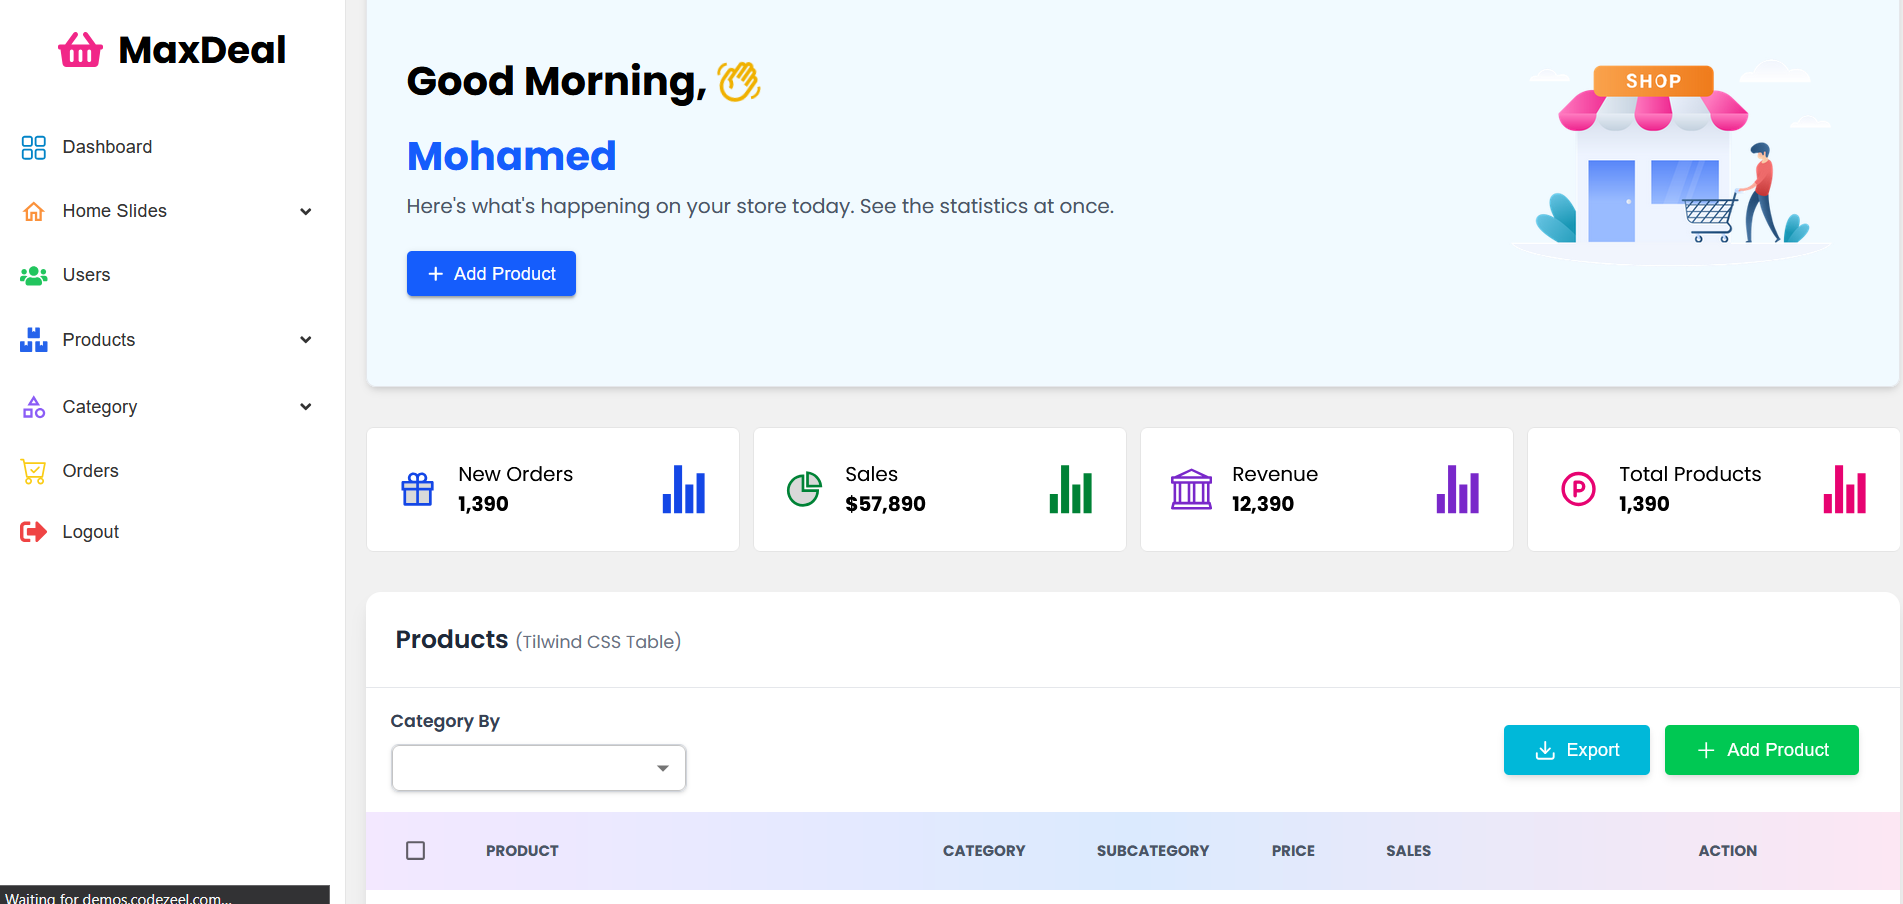 MaxDeal
Dashboard
Home Slides
Users
Products
Category
Orders
Logout
Good Morning,
Mohamed
Here's what's happening on your store today. See the statistics at once.
Add Product
SHOP
New Orders
1,390
Sales
$57,890
Revenue
12,390
Total Products
1,390
Products (Tilwind CSS Table)
Category By
Export
Add Product
PRODUCT CATEGORY SUBCATEGORY PRICE SALES ACTION
Waiting for demos.codezeel.com...